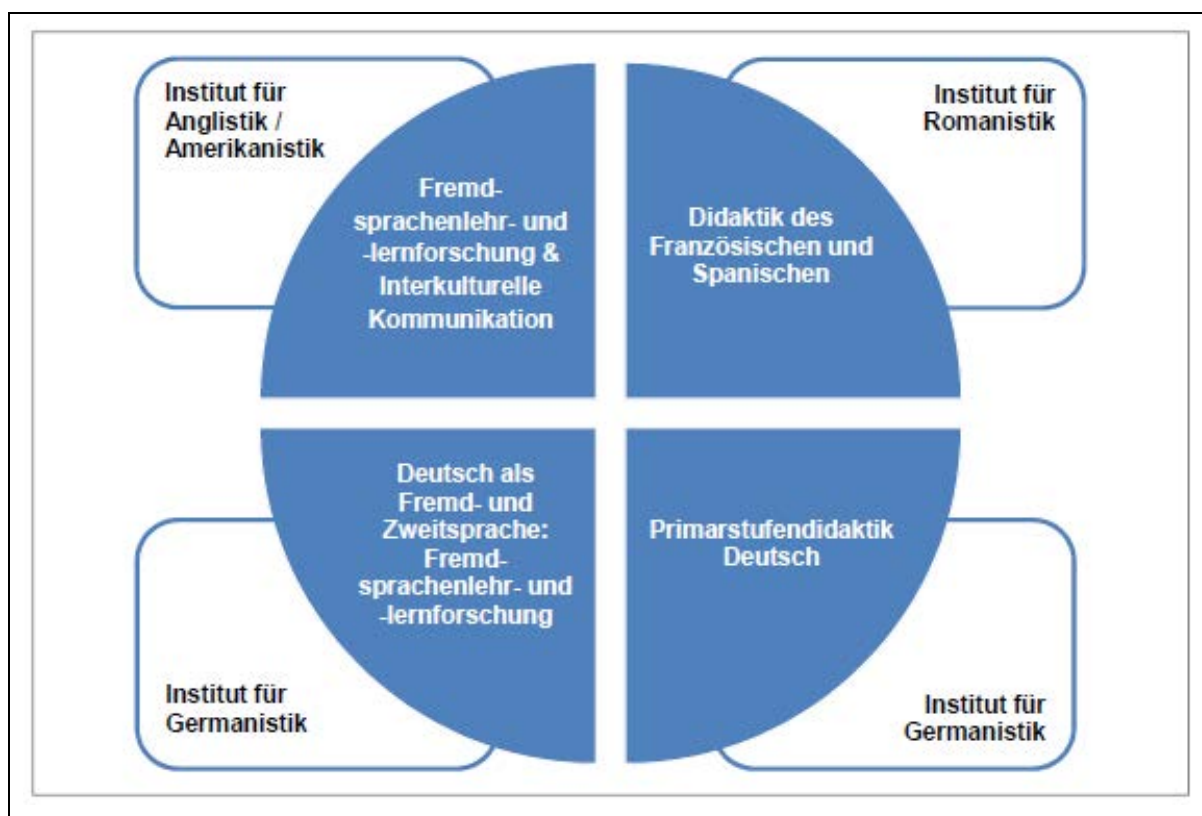 Institut für
Anglistik /
Amerikanistik
Fremd-
sprachenlehr- und
-lernforschung &
Interkulturelle
Kommunikation
Institut für
Romanistik
Didaktik des
Französischen und
Spanischen
Deutsch als
Fremd- und
Zweitsprache:
Fremd-
sprachenlehr- und
-lernforschung
Institut für
Germanistik
Primarstufendidaktik
Deutsch
Institut für
Germanistik